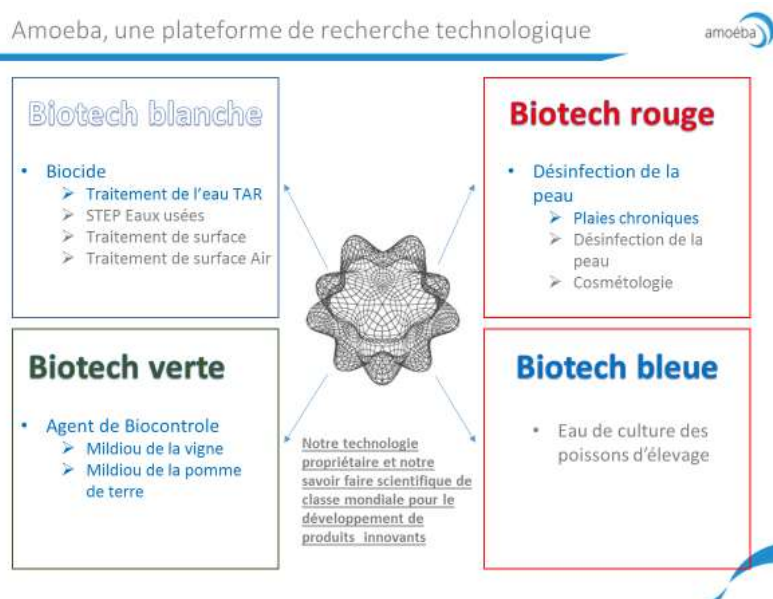 Amoeba, une plateforme de recherche technologique
amoéba
Biotech blanche
• Biocide
➢ Traitement de l'eau TAR
➢ STEP Eaux usées
➢ Traitement de surface
➢ Traitement de surface Air
Biotech rouge
• Désinfection de la
peau
➢ Plaies chroniques
➢ Désinfection de la
peau
➢ Cosmétologie
Biotech verte
• Agent de Biocontrole
➢ Mildiou de la vigne
➢ Mildiou de la pomme
de terre
Notre technologie
propriétaire et notre
savoir faire scientifique de
classe mondiale pour le
développement de
produits innovants
Biotech bleue
• Eau de culture des
poissons d'élevage